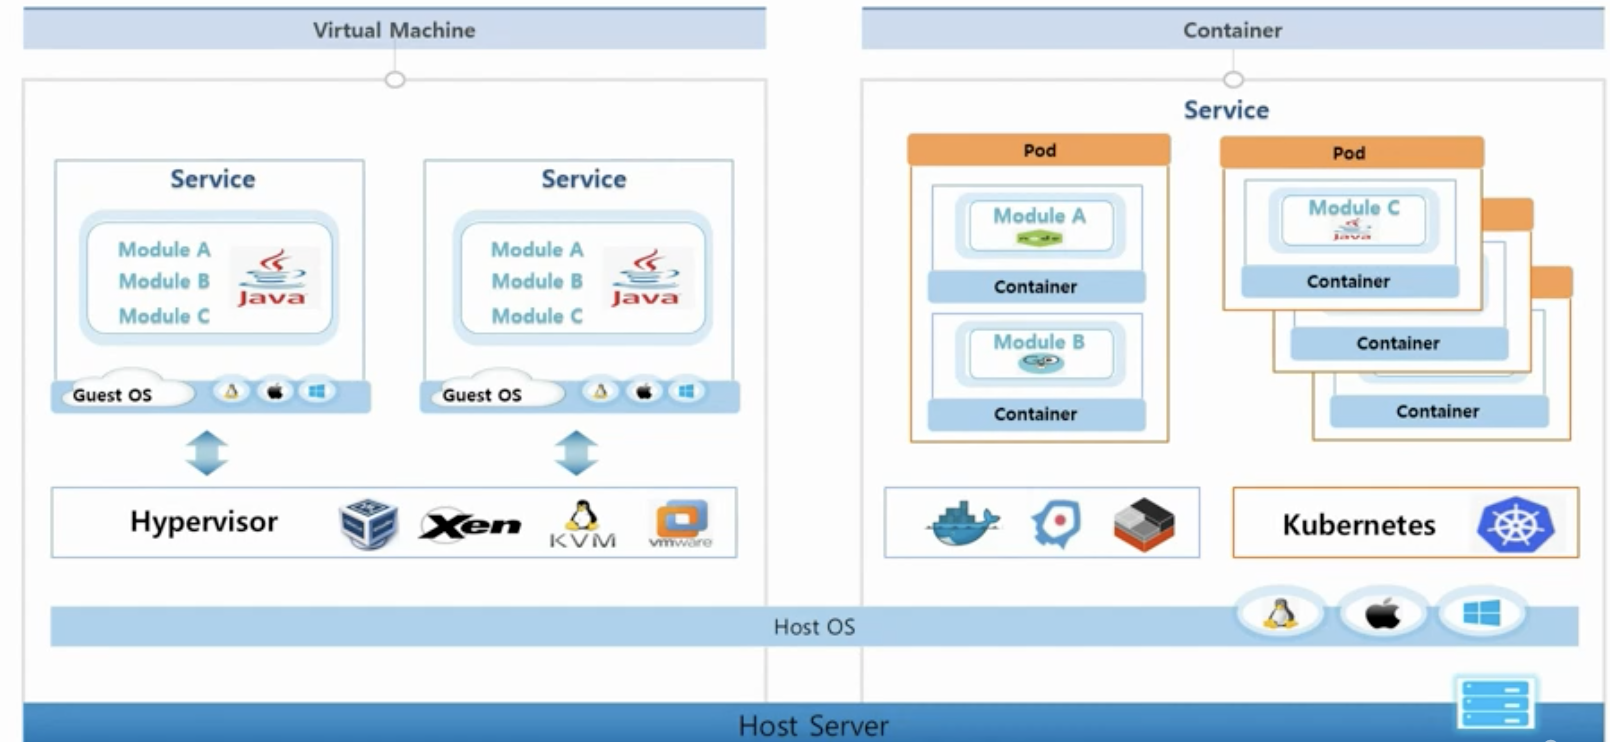 Virtual Machine
Container
Service
Service
Service
Module A
Module B
Module C
Java
Module A
Module B
Module C
Java
Guest OS
Guest OS
Pod
Module A
node
Container
Module B
GO
Container
Pod
Module C
Java
Container
Container
Container
Hypervisor
Xen
KVM
vmware
Kubernetes
Host OS
Host Server